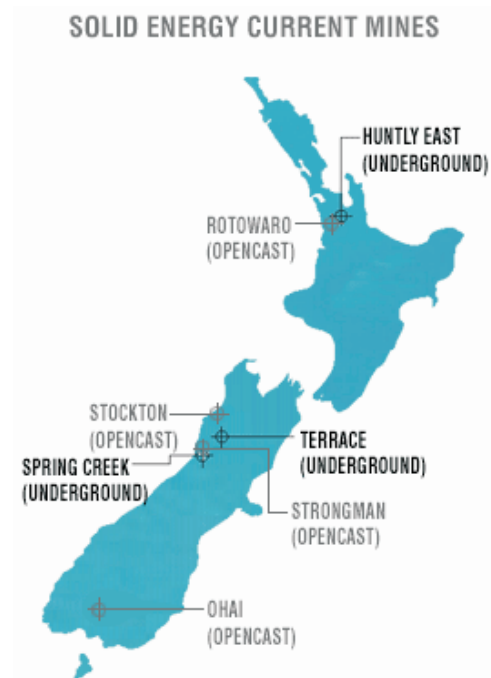 SOLID ENERGY CURRENT MINES
HUNTLY EAST
(UNDERGROUND)
ROTOWARO
(OPENCAST)
STOCKTON
(OPENCAST)
TERRACE
(UNDERGROUND)
SPRING CREEK
(UNDERGROUND)
STRONGMAN
(OPENCAST)
OHAI
(OPENCAST)